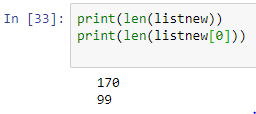 In [33]: print(len(listnew))
print(len(listnew[0]))
170
99